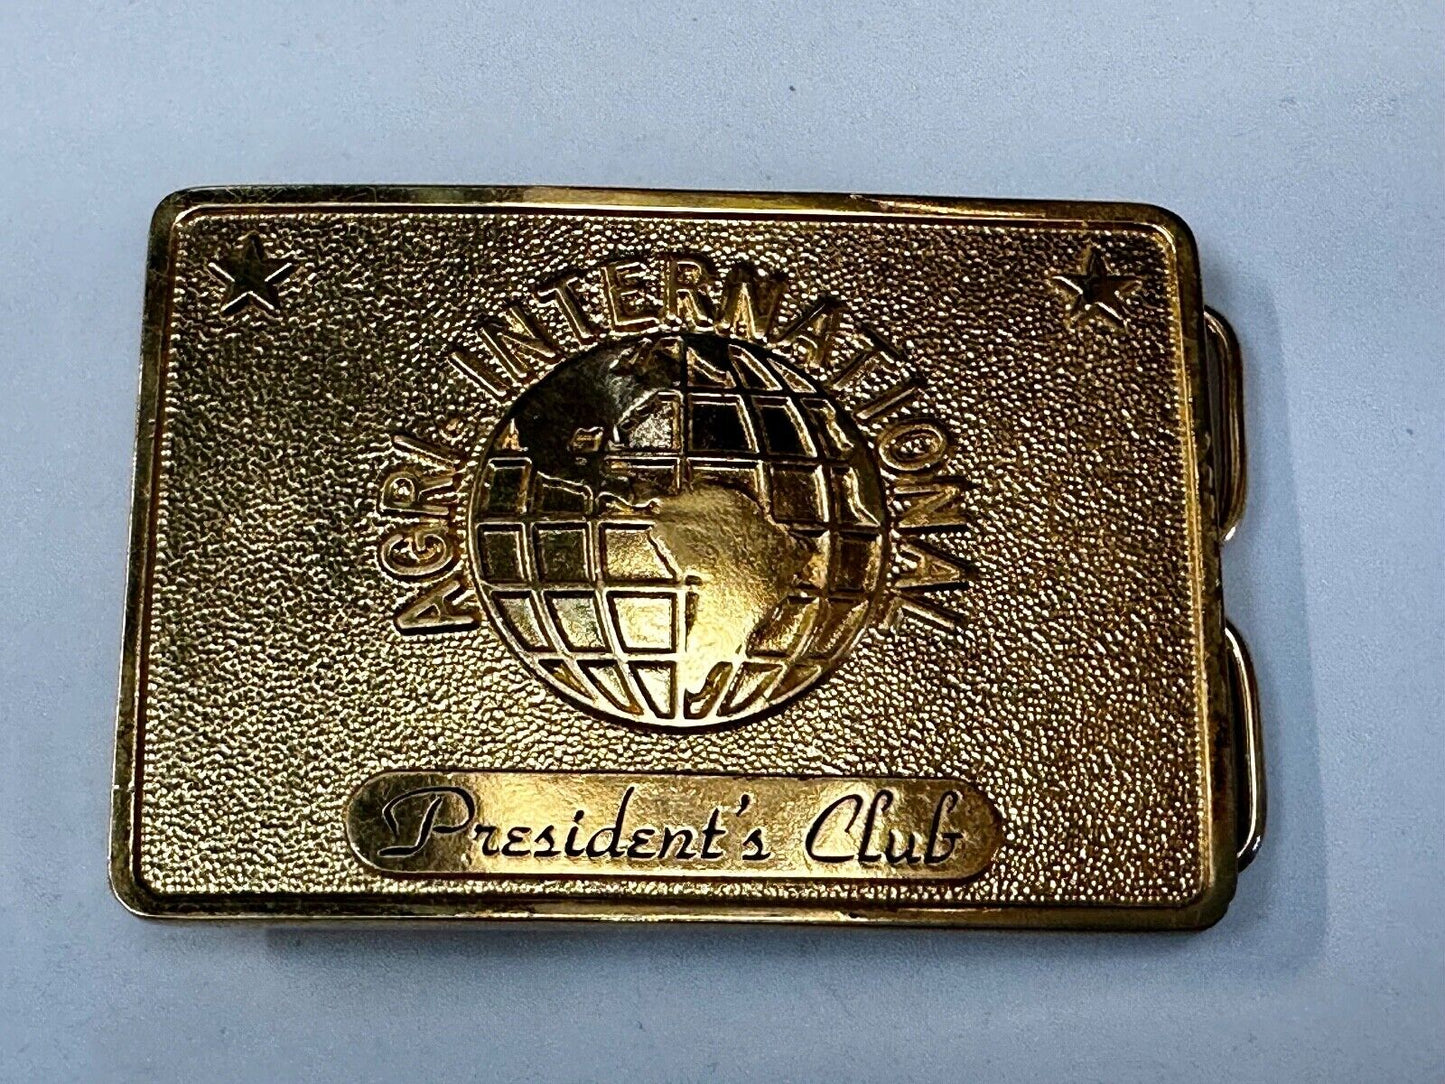 AGRI. INTERNATIONAL
President's Club